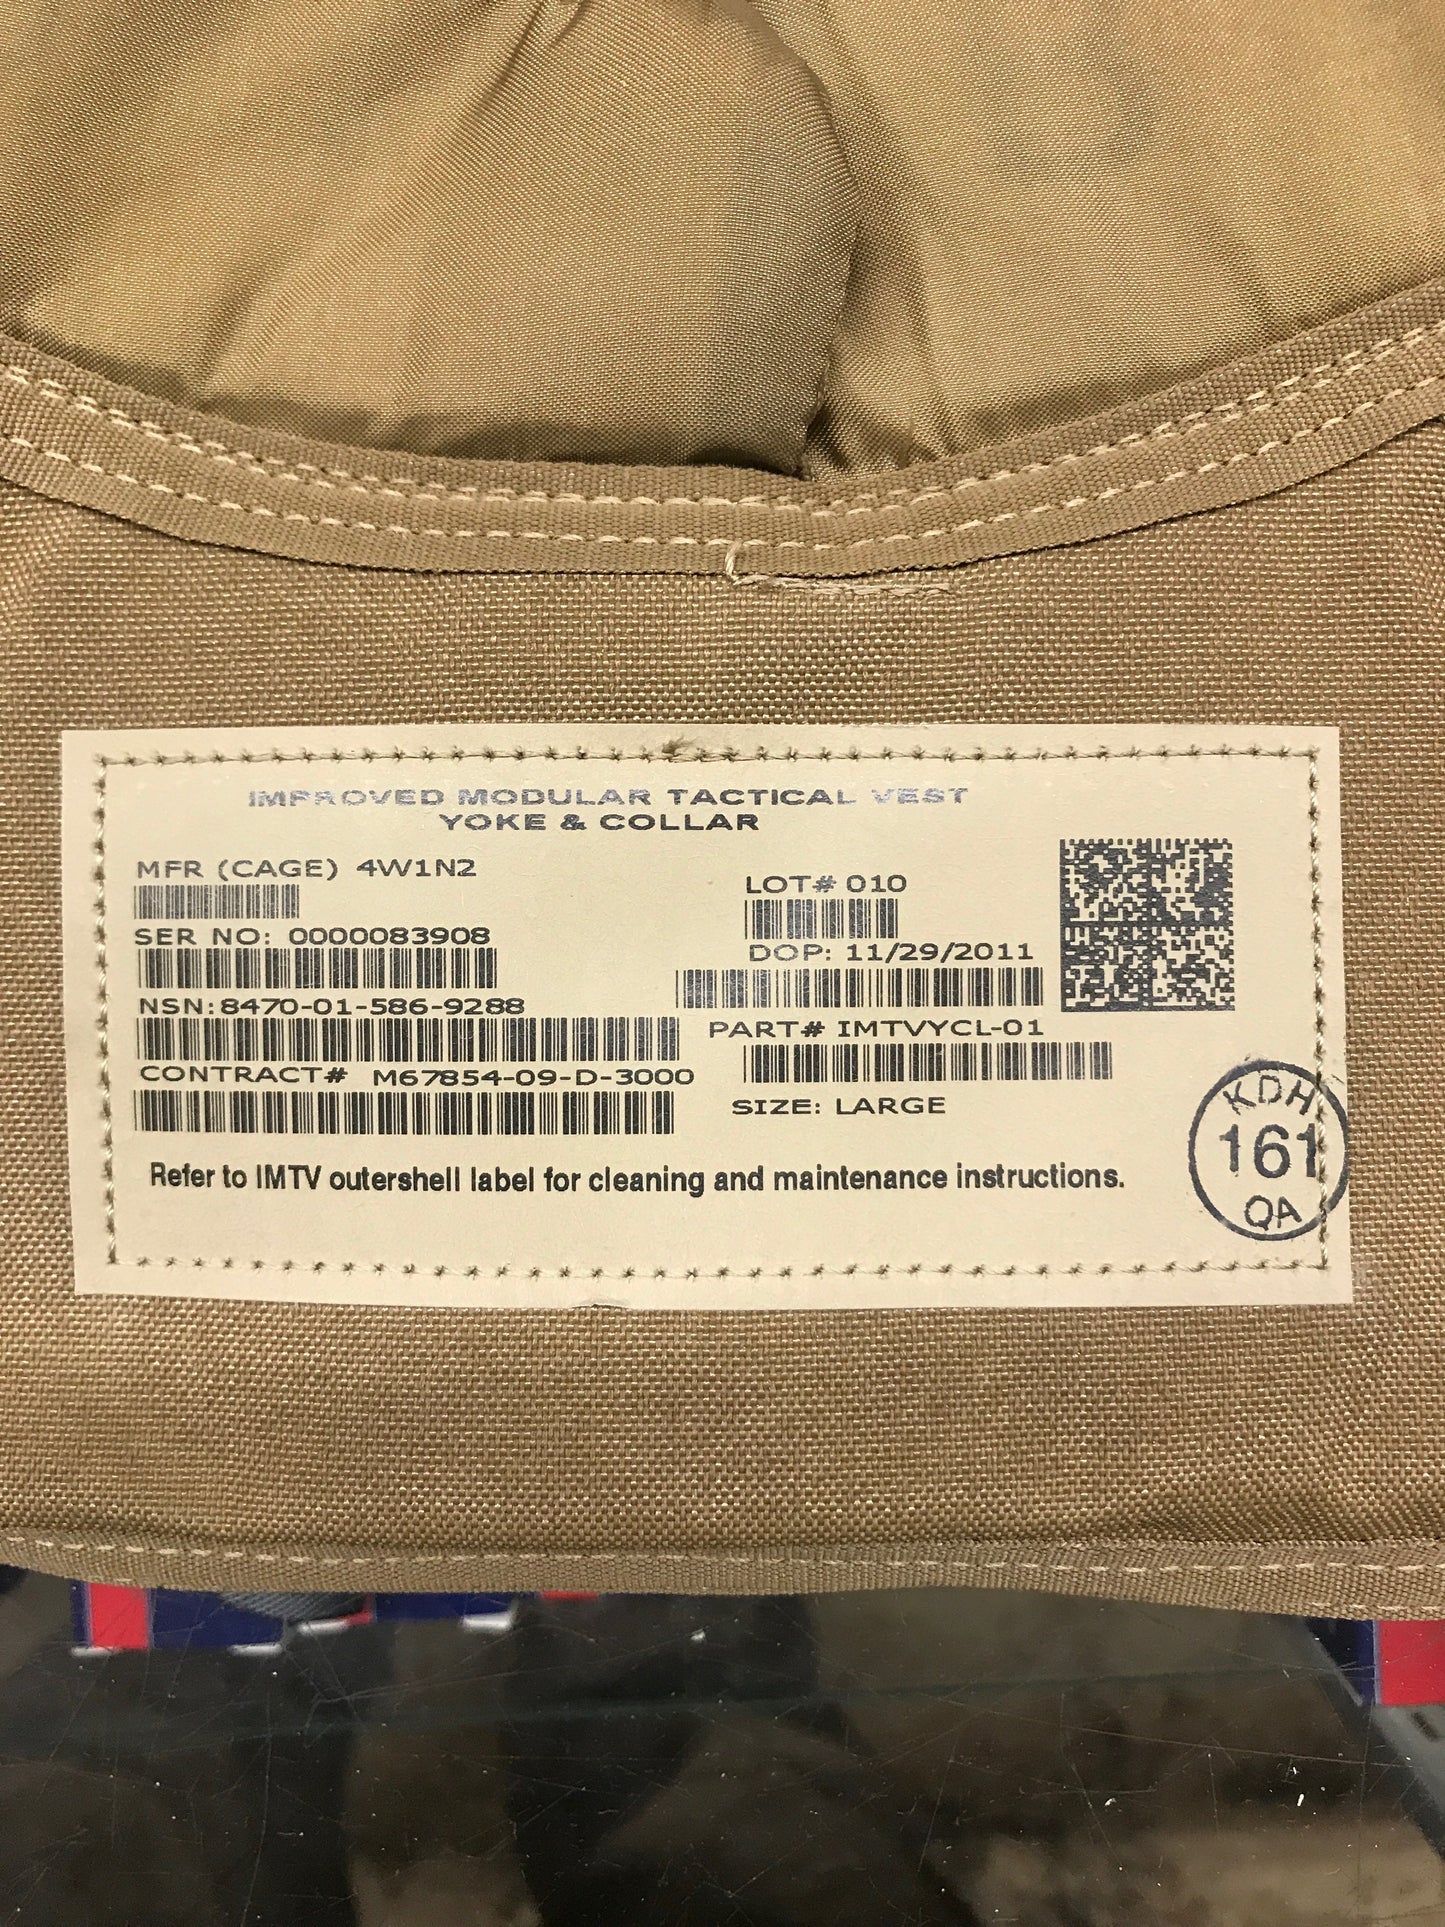 IMPROVED MODULAR TACTICAL VEST
YOKE & COLLAR
MFR (CAGE) 4W1N2
SER NO: 0000083908
NSN: 8470-01-586-9288
CONTRACT# M67854-09-D-3000
LOT# 010
DOP: 11/29/2011
PART# IMTVYCL-01
SIZE: LARGE
Refer to IMTV outershell label for cleaning and maintenance instructions.
KDH
161
QA